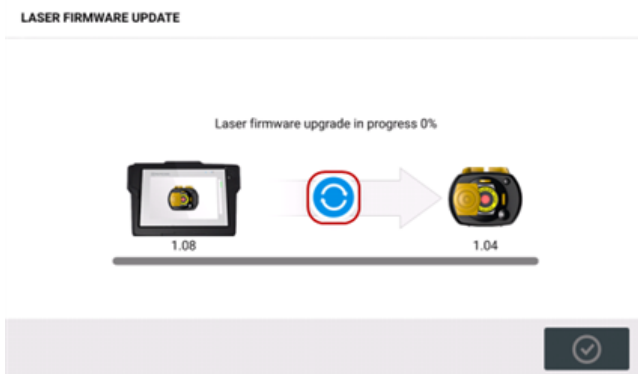 LASER FIRMWARE UPDATE
Laser firmware upgrade in progress 0%
1.08
1.04